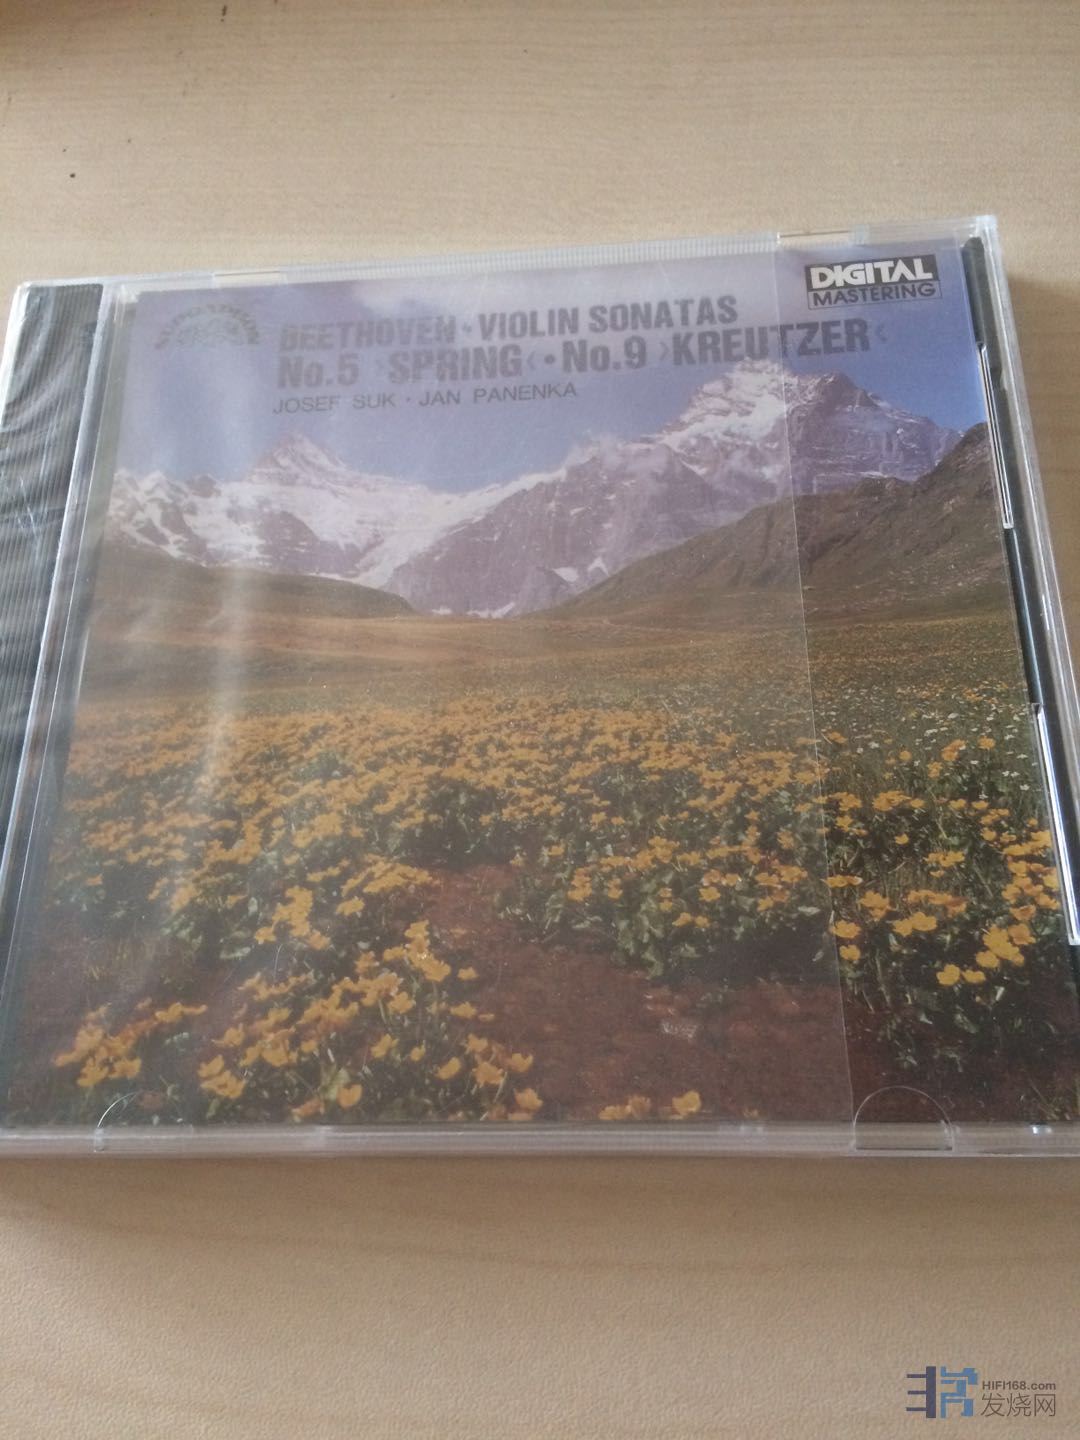 SUPRAPHON
DIGITAL
MASTERING
BEETHOVEN • VIOLIN SONATAS
No.5 ›SPRING‹ • No.9 ›KREUTZER‹
JOSEF SUK · JAN PANENKA
HIFI168.com
发烧网